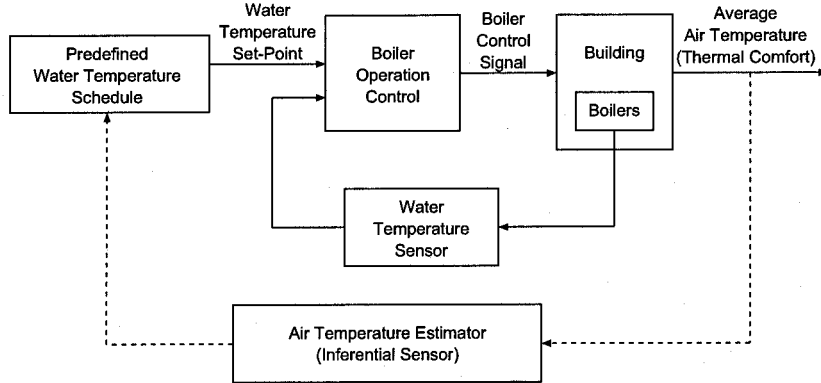 Predefined
Water Temperature
Schedule
Water
Temperature
Set-Point
Boiler
Operation
Control
Boiler
Control
Signal
Building
Boilers
Average
Air Temperature
(Thermal Comfort)
Water
Temperature
Sensor
Air Temperature Estimator
(Inferential Sensor)